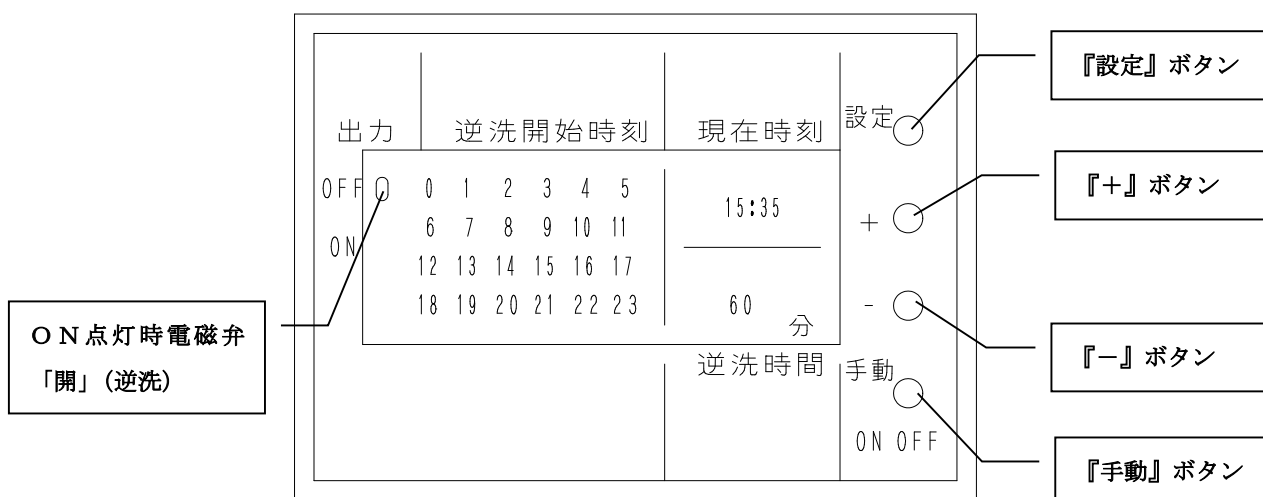 出力
逆洗開始時刻
現在時刻
設定
OFF
ON
0 1 2 3 4 5
6 7 8 9 10 11
12 13 14 15 16 17
18 19 20 21 22 23
15:35
60
分
逆洗時間
+
-
手動
ON OFF
『設定』ボタン
『＋』ボタン
『－』ボタン
『手動』ボタン
ＯＮ点灯時電磁弁
「開」(逆洗)